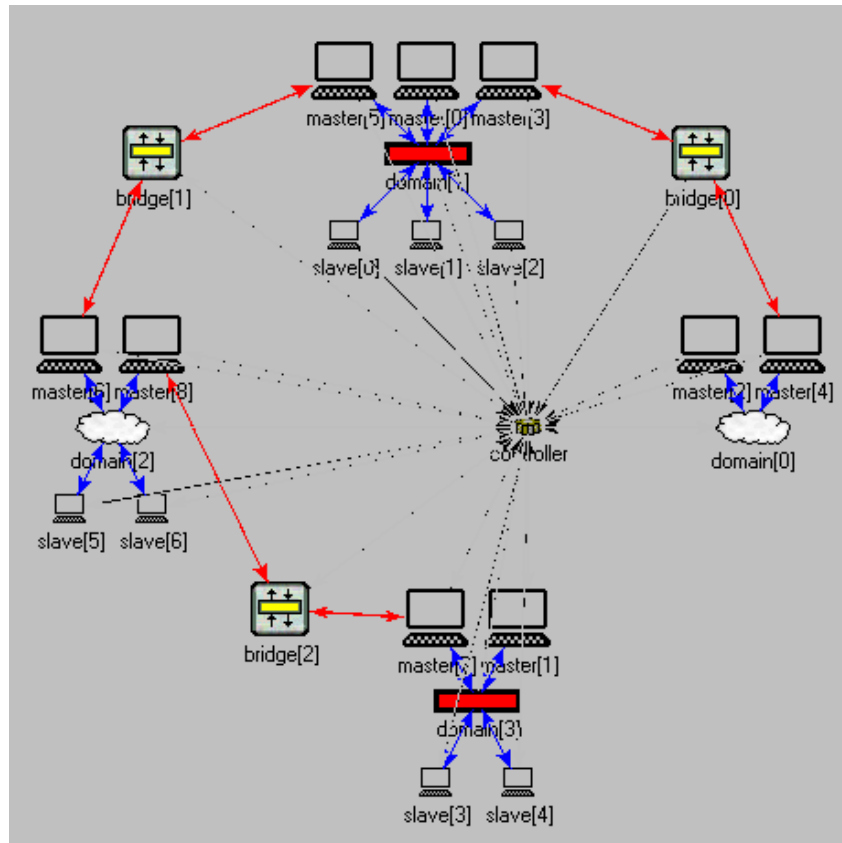 master[5] master[0] master[3]
bridge[1]
domain[1]
bridge[0]
slave[0] slave[1] slave[2]
master[6] master[8]
master[2] master[4]
domain[2]
controller
domain[0]
slave[5] slave[6]
bridge[2]
master[1]
domain[3]
slave[3] slave[4]